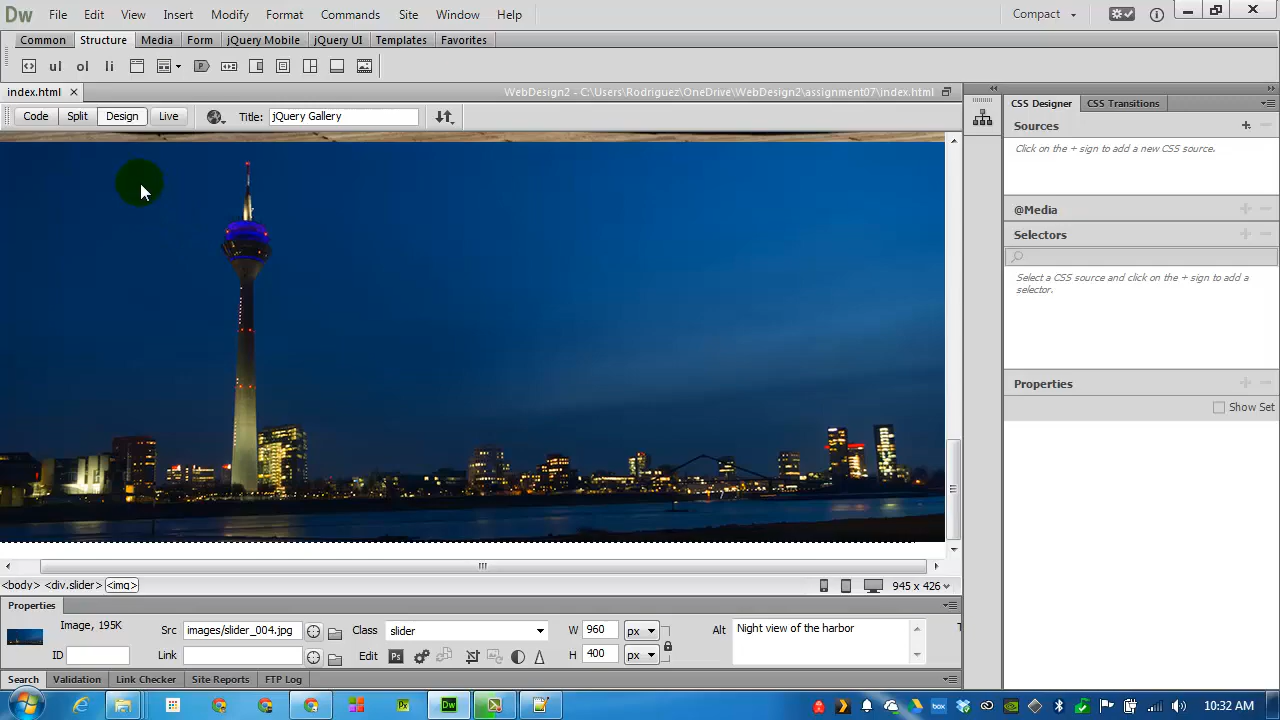 Dw File Edit View Insert Modify Format Commands Site Window Help Compact
Common Structure Media Form jQuery Mobile jQuery UI Templates Favorites
ul ol li
index.html WebDesign2 - C:\Users\Rodriguez\OneDrive\WebDesign2\assignment07\index.html
Code Split Design Live Title: jQuery Gallery
CSS Designer CSS Transitions
Sources
Click on the + sign to add a new CSS source.
@Media
Selectors
Select a CSS source and click on the + sign to add a
selector.
Properties
Show Set
<body> <div.slider> <img> 945 x 426
Properties
Image, 195K Src images/slider_004.jpg Class slider W 960 px Alt Night view of the harbor
ID Link Edit Ps H 400 px
Search Validation Link Checker Site Reports FTP Log
Dw box 10:32 AM